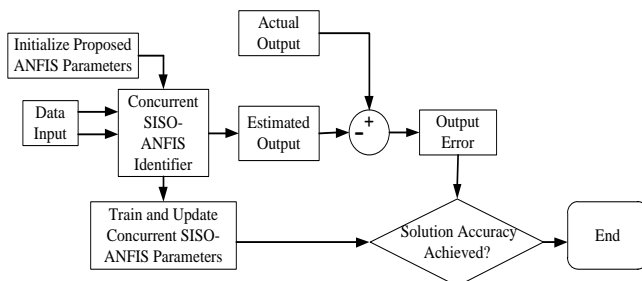 Initialize Proposed
ANFIS Parameters
Actual
Output
Data
Input
Concurrent
SISO-
ANFIS
Identifier
Estimated
Output
+
-
Output
Error
Train and Update
Concurrent SISO-
ANFIS Parameters
Solution Accuracy
Achieved?
End